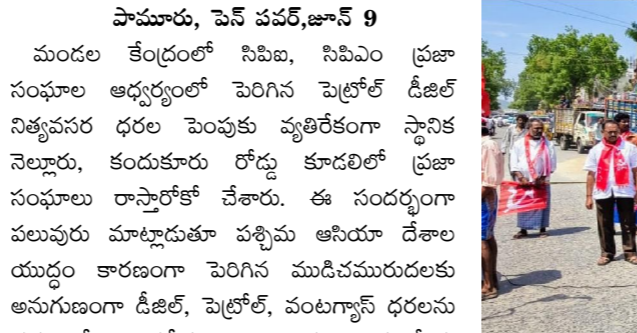 పామూరు, పెన్ పవర్,జూన్ 9
మండల కేంద్రంలో సిపిఐ, సిపిఎం ప్రజా
సంఘాల ఆధ్వర్యంలో పెరిగిన పెట్రోల్ డీజిల్
నిత్యవసర ధరల పెంపుకు వ్యతిరేకంగా స్థానిక
నెల్లూరు, కందుకూరు రోడ్డు కూడలిలో ప్రజా
సంఘాలు రాస్తారోకో చేశారు. ఈ సందర్భంగా
పలువురు మాట్లాడుతూ పశ్చిమ ఆసియా దేశాల
యుద్ధం కారణంగా పెరిగిన ముడిచమురుదలకు
అనుగుణంగా డీజిల్, పెట్రోల్, వంటగ్యాస్ ధరలను